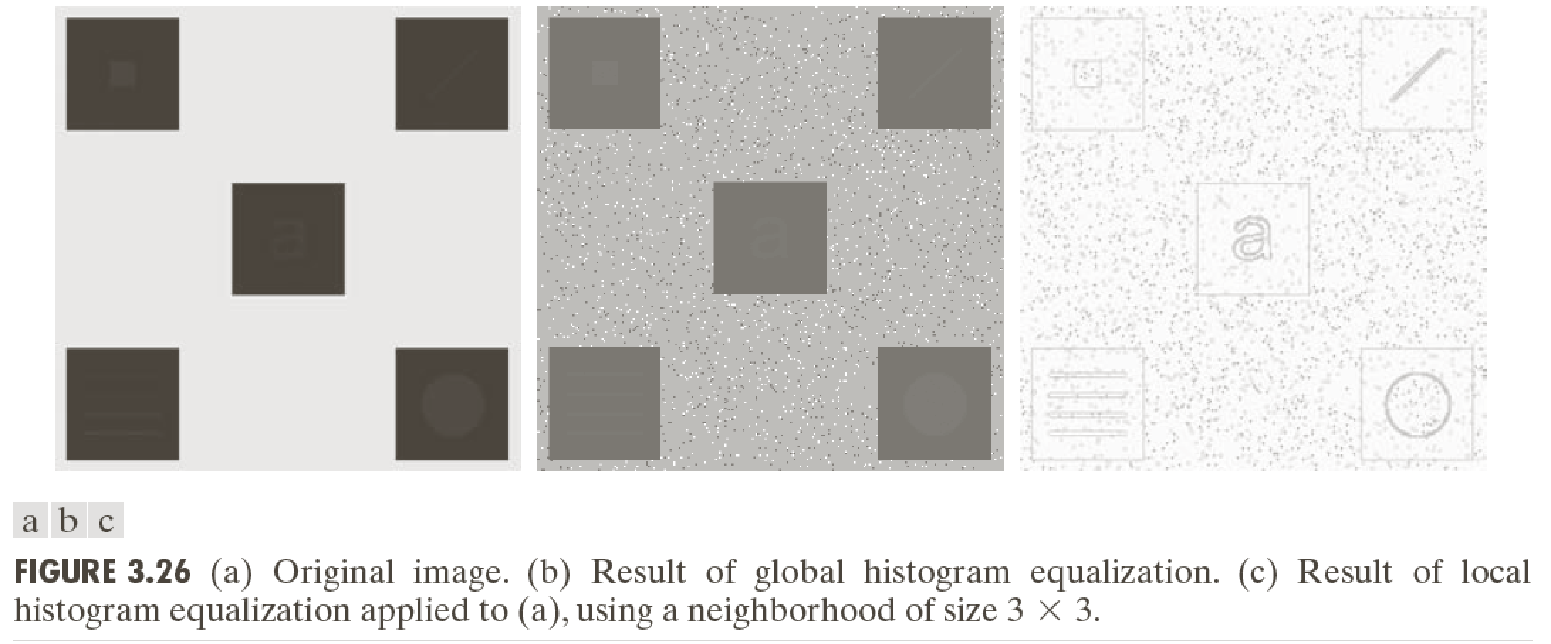 a
a
a
a b c
FIGURE 3.26 (a) Original image. (b) Result of global histogram equalization. (c) Result of local
histogram equalization applied to (a), using a neighborhood of size 3 × 3.